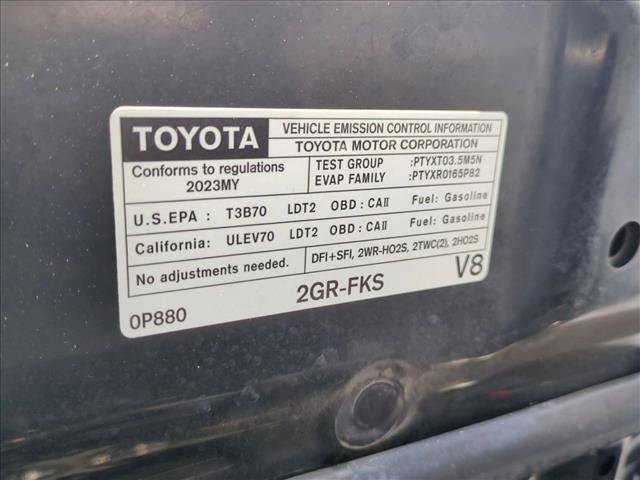 TOYOTA
VEHICLE EMISSION CONTROL INFORMATION
TOYOTA MOTOR CORPORATION
Conforms to regulations
2023MY
TEST GROUP :PTYXT03.5M5N
EVAP FAMILY :PTYXR0165P82
U.S.EPA : T3B70 LDT2 OBD : CAII Fuel: Gasoline
California: ULEV70 LDT2 OBD : CAII Fuel: Gasoline
No adjustments needed.
DFI+SFI, 2WR-HO2S, 2TWC(2), 2HO2S
0P880 2GR-FKS V8